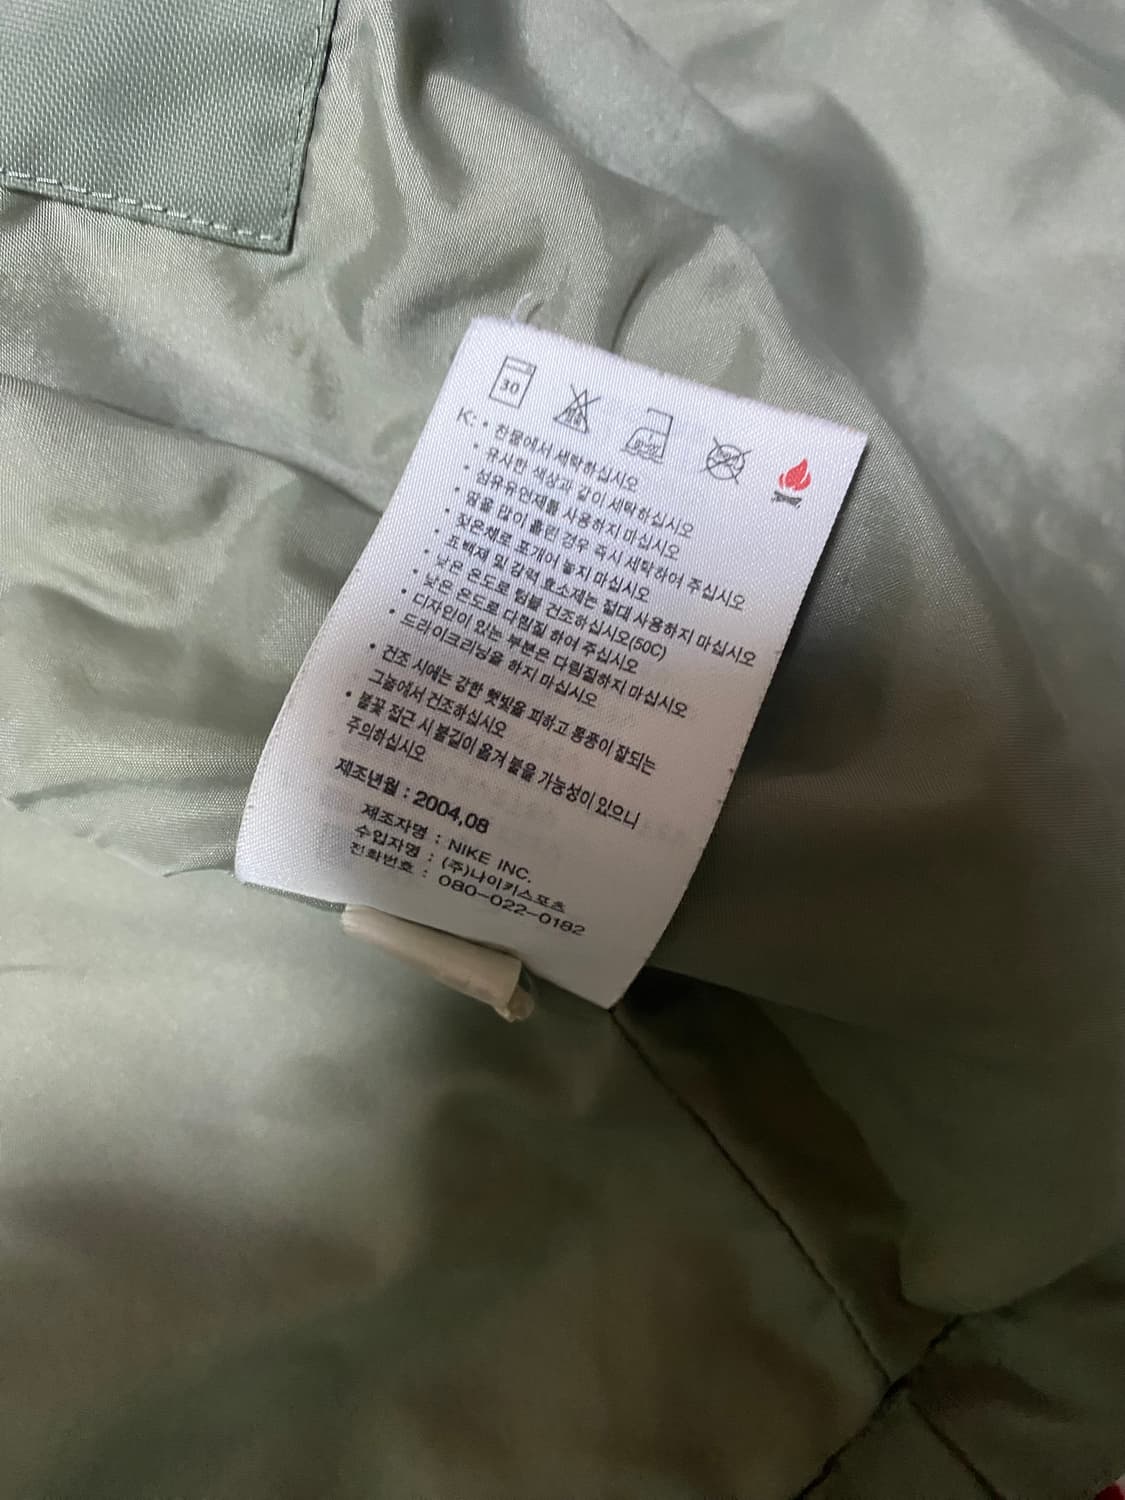 30
K: • 찬물에서 세탁하십시오
• 유사한 색상과 같이 세탁하십시오
• 섬유유연제를 사용하지 마십시오
• 땀을 많이 흘린 경우 즉시 세탁하여 주십시오
• 젖은채로 포개어 놓지 마십시오
• 표백제 및 강력 효소제는 절대 사용하지 마십시오
• 낮은 온도로 텀블 건조하십시오(50C)
• 낮은 온도로 다림질 하여 주십시오
• 디자인이 있는 부분은 다림질하지 마십시오
• 드라이크리닝을 하지 마십시오
• 건조 시에는 강한 햇빛을 피하고 통풍이 잘되는
그늘에서 건조하십시오
• 불꽃 접근 시 불길이 옮겨 붙을 가능성이 있으니
주의하십시오
제조년월 : 2004.08
제조자명 : NIKE INC.
수입자명 : (주)나이키스포츠
전화번호 : 080-022-0182